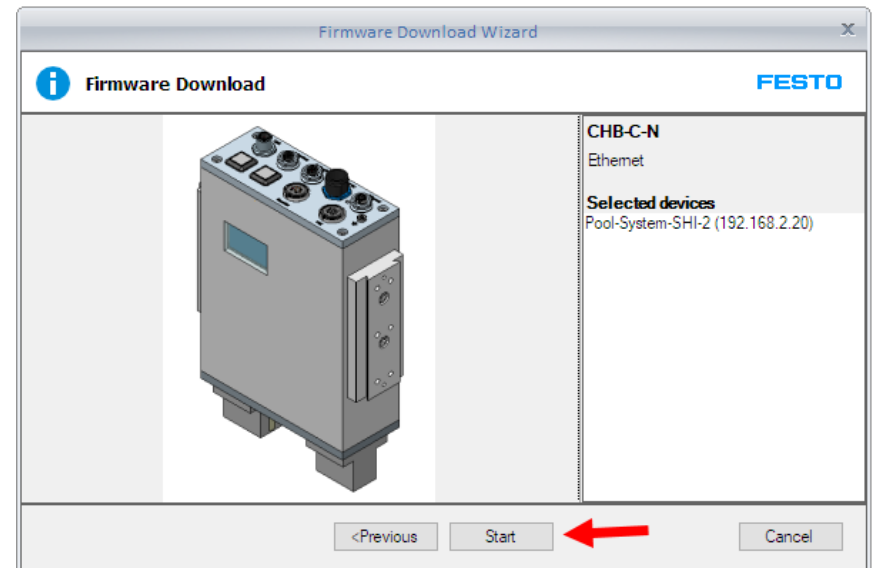 Firmware Download Wizard
x
i
Firmware Download
FESTO
CHB-C-N
Ethernet
Selected devices
Pool-System-SHI-2 (192.168.2.20)
<Previous
Start
Cancel